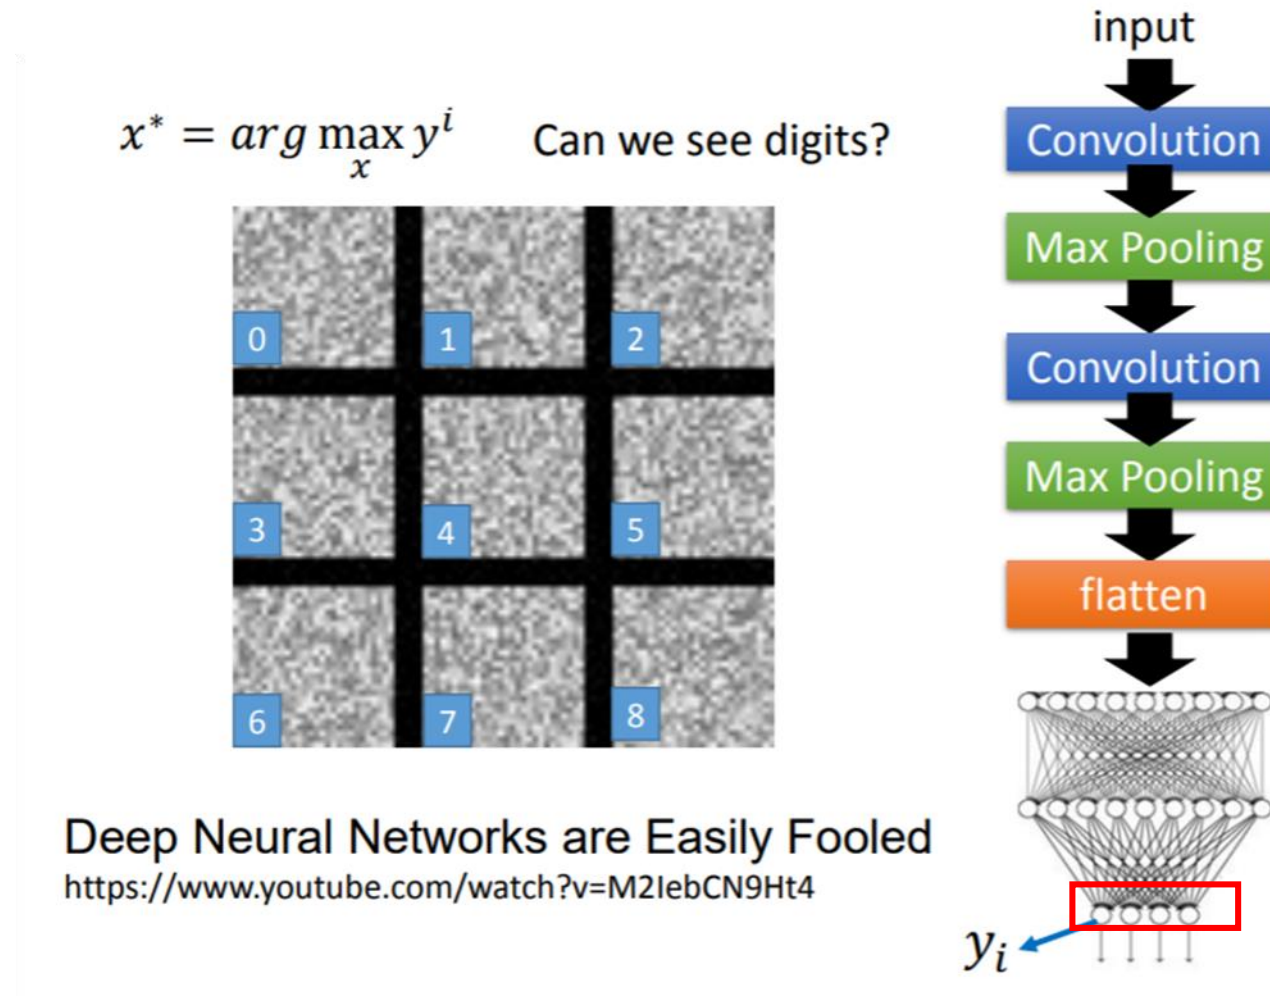 input
x* = arg max y^i
x
Can we see digits?
Convolution
Max Pooling
Convolution
Max Pooling
flatten
0
1
2
3
4
5
6
7
8
Deep Neural Networks are Easily Fooled
https://www.youtube.com/watch?v=M2IebCN9Ht4
y_i